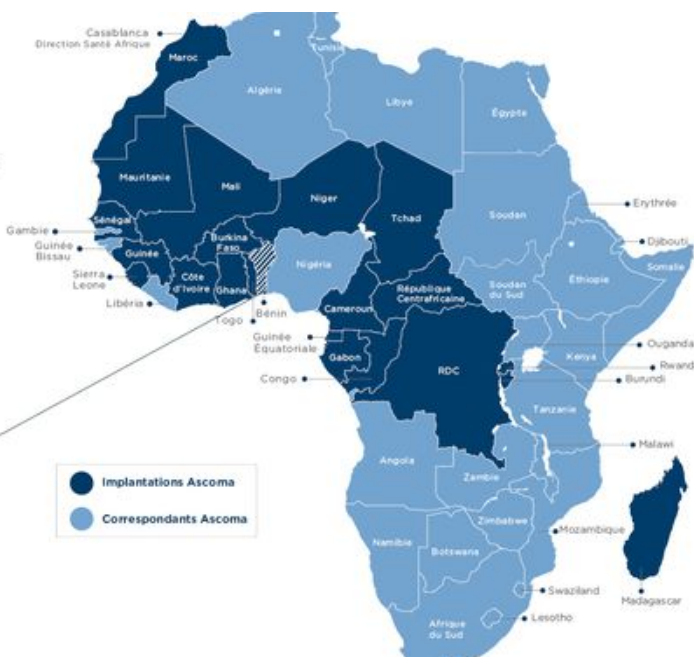 Casablanca
Direction Santé Afrique
Maroc
Tunisie
Algérie
Libye
Égypte
Mauritanie
Mali
Niger
Tchad
Soudan
Erythrée
Sénégal
Gambie
Guinée
Bissau
Guinée
Burkina
Faso
Nigéria
Djibouti
Somalie
Sierra
Leone
Côte
d'Ivoire
Ghana
Éthiopie
Soudan
du Sud
République
Centrafricaine
Libéria
Togo
Bénin
Cameroun
Guinée
Équatoriale
Gabon
Congo
RDC
Ouganda
Kenya
Rwand
Burundi
Tanzanie
Malawi
Angola
Zambie
Implantations Ascoma
Correspondants Ascoma
Zimbabwe
Mozambique
Namibie
Botswana
Swaziland
Madagascar
Lesotho
Afrique
du Sud